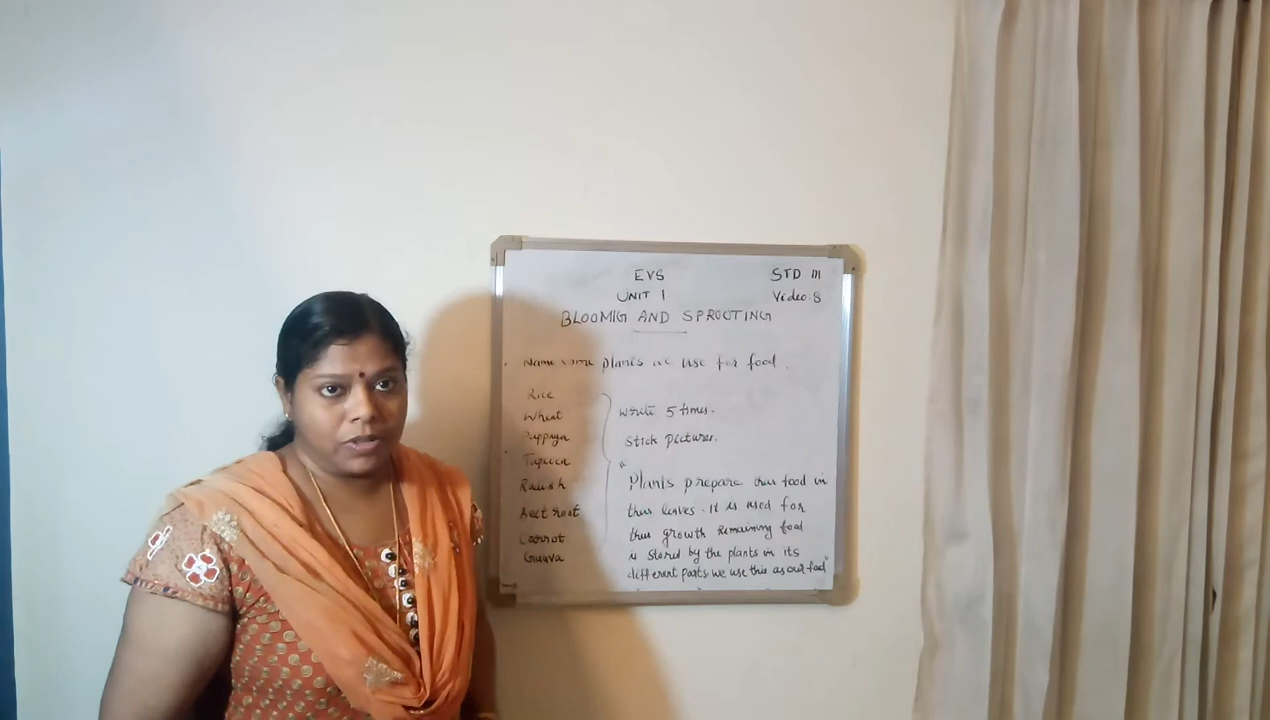 EVS
STD III
UNIT 1
Video.8
BLOOMIG AND SPROUTING
Name some plants we use for food.
Rice
Wheat
Pappaya
Tapioca
Radish
Beet root
Carrot
Guava
Write 5 times.
Stick pictures.
"Plants prepare their food in
their leaves. It is used for
their growth Remaining food
is stored by the plants in its
different parts. we use this as our food"